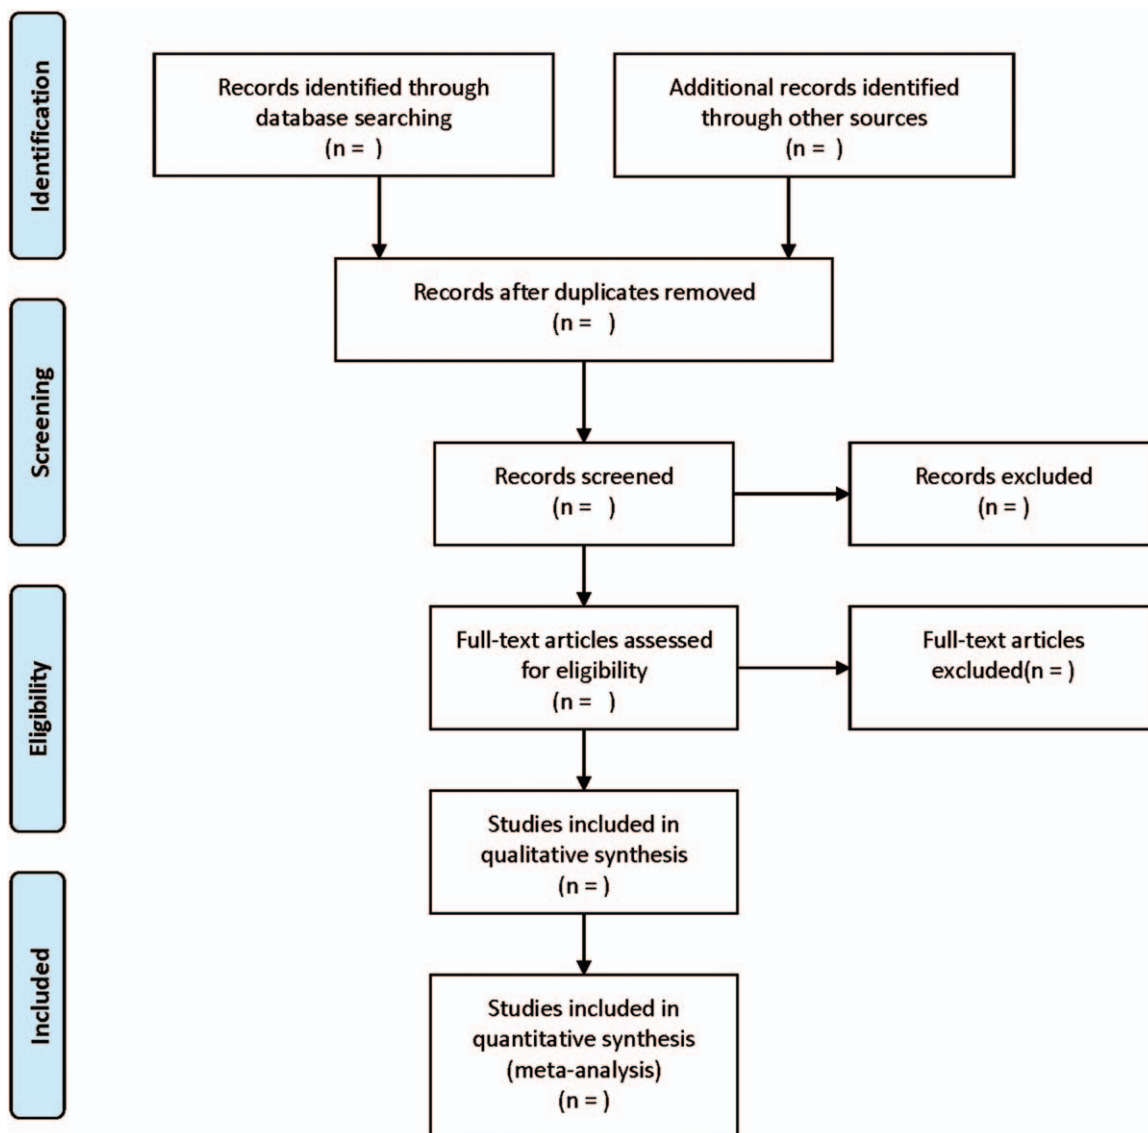 Identification
Records identified through
database searching
(n =  )
Additional records identified
through other sources
(n =  )
Records after duplicates removed
(n =  )
Screening
Records screened
(n =  )
Records excluded
(n = )
Eligibility
Full-text articles assessed
for eligibility
(n =  )
Full-text articles
excluded(n = )
Studies included in
qualitative synthesis
(n = )
Included
Studies included in
quantitative synthesis
(meta-analysis)
(n = )